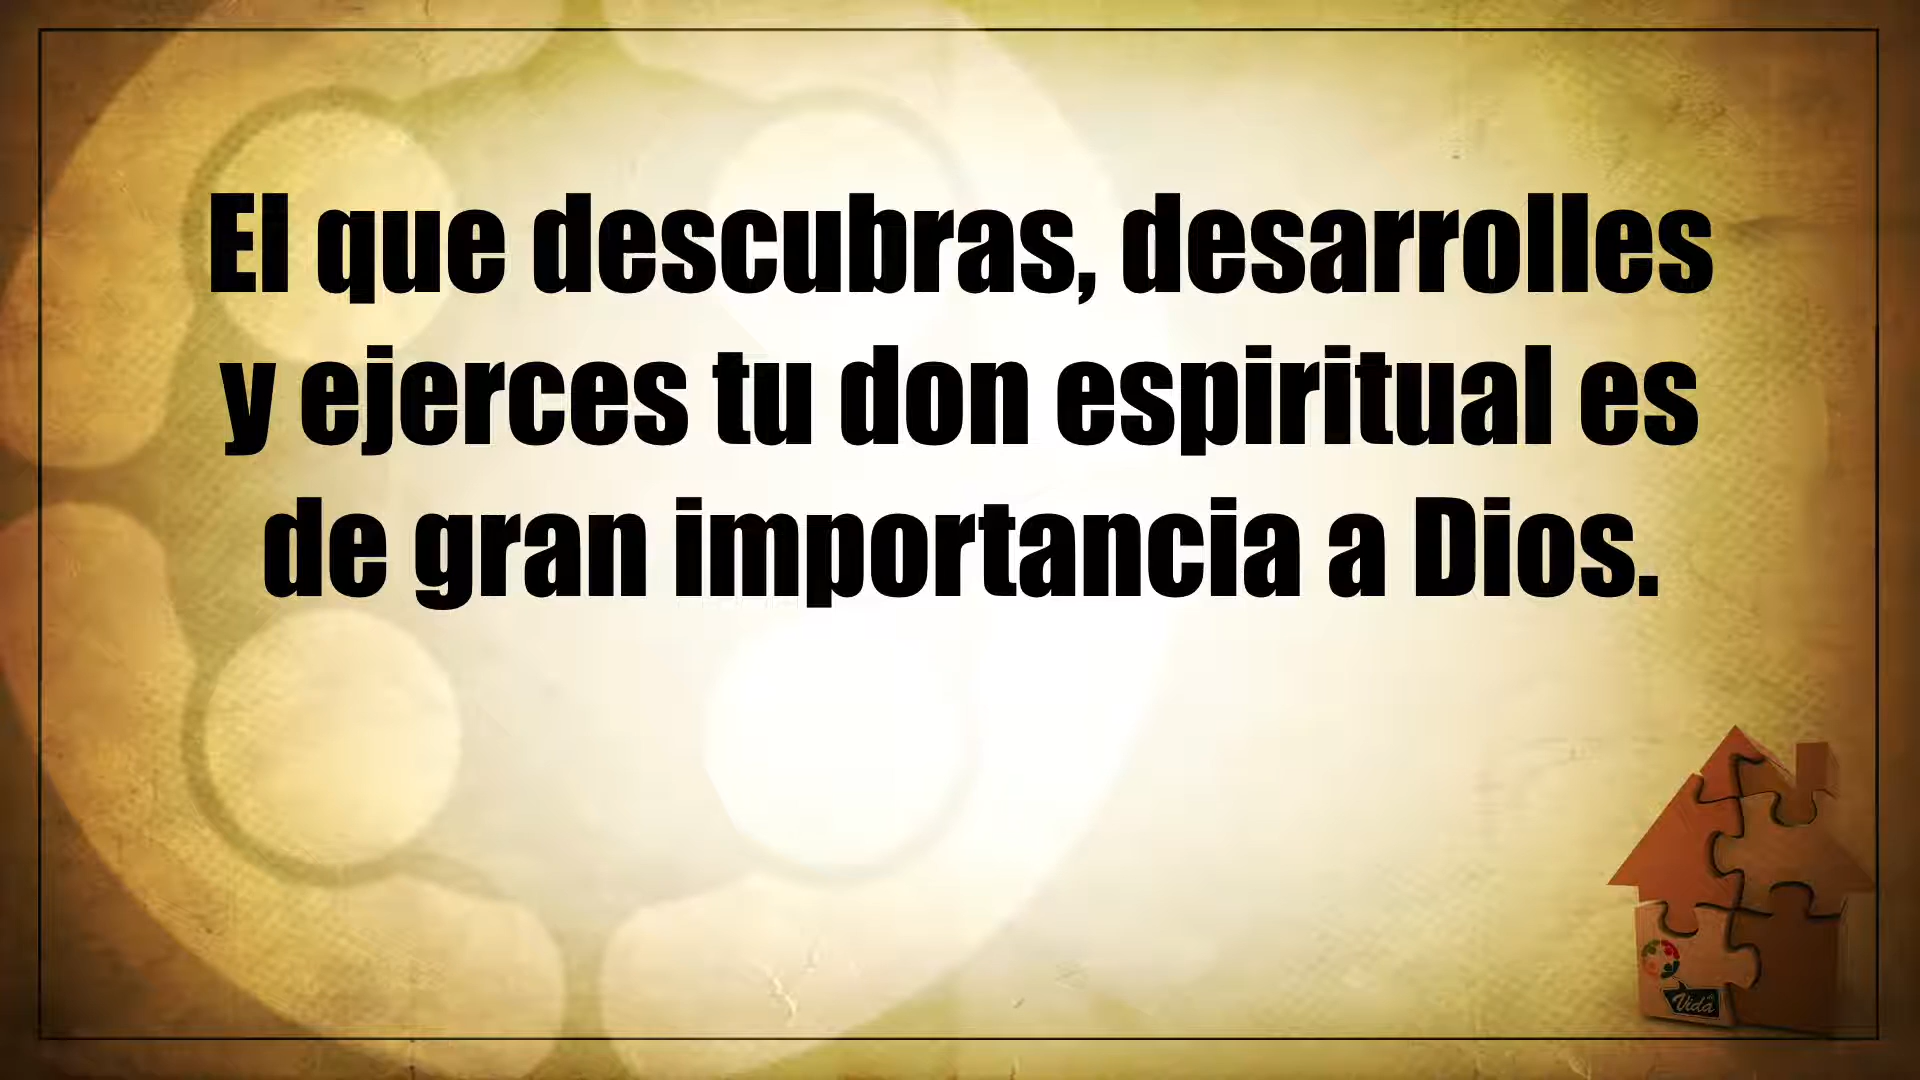 El que descubras, desarrolles
y ejerces tu don espiritual es
de gran importancia a Dios.
Vida